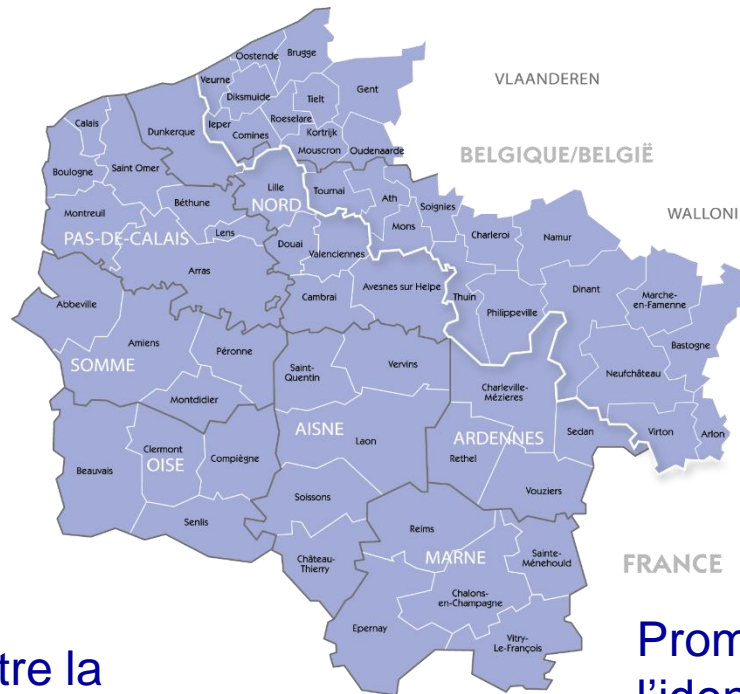 Oostende
Brugge
Veurne
Gent
VLAANDEREN
Diksmuide
Tielt
Calais
Dunkerque
Ieper
Roeselare
Comines
Kortrijk
Mouscron
Oudenaarde
BELGIQUE/BELGIË
Boulogne
Saint Omer
Lille
Tournai
Ath
Soignies
WALLONI
Montreuil
Béthune
NORD
Mons
Charleroi
Namur
PAS-DE-CALAIS
Lens
Douai
Valenciennes
Arras
Cambrai
Avesnes sur Helpe
Thuin
Philippeville
Dinant
Marche-
en-Famenne
Abbeville
Bastogne
Amiens
Péronne
SOMME
Saint-
Quentin
Vervins
Charleville-
Mézieres
Neufchâteau
Montdidier
AISNE
ARDENNES
Sedan
Virton
Arlon
Clermont
OISE
Compiègne
Laon
Rethel
Beauvais
Vouziers
Soissons
Senlis
Reims
Château-
Thierry
MARNE
Sainte-
Ménehould
FRANCE
Chalons-
en-Champagne
Epernay
Vitry-
Le-François
tre la
Prom
l'iden